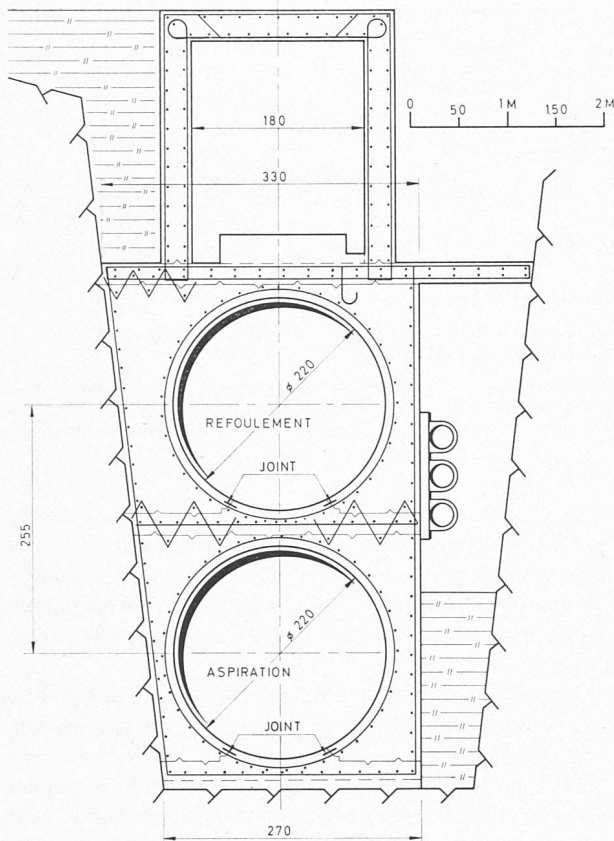 180
0 50 1M 150 2M
330
ϕ 220
REFOULEMENT
JOINT
255
ϕ 220
ASPIRATION
JOINT
270